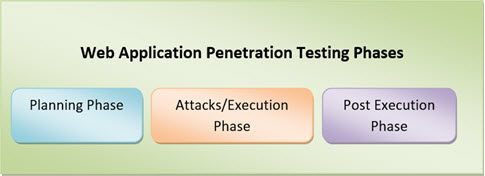 Web Application Penetration Testing Phases
Planning Phase
Attacks/Execution
Phase
Post Execution
Phase